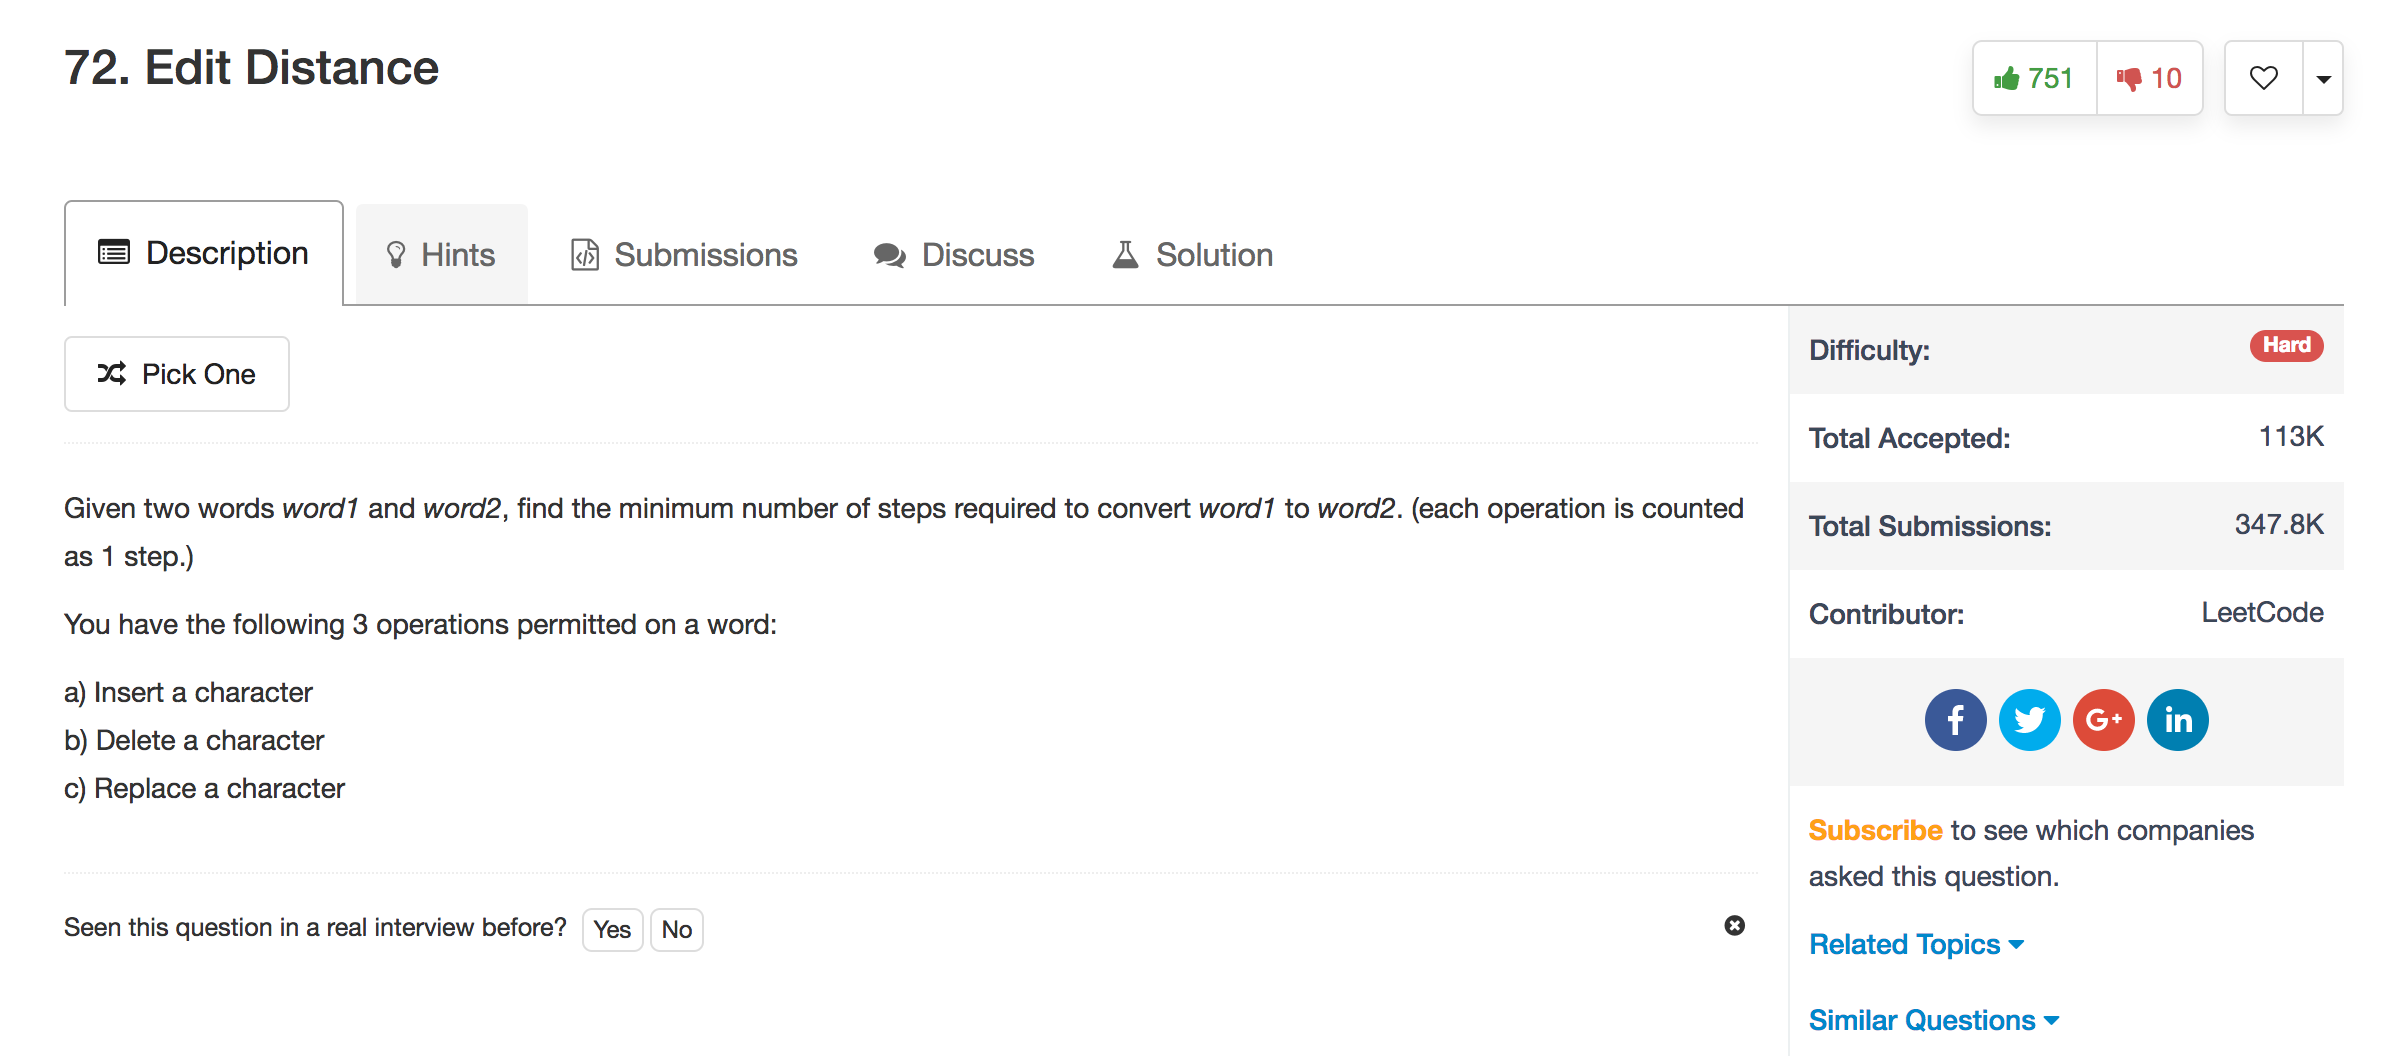 72. Edit Distance
751
10
Description
Hints
Submissions
Discuss
Solution
Pick One
Given two words word1 and word2, find the minimum number of steps required to convert word1 to word2. (each operation is counted
as 1 step.)
You have the following 3 operations permitted on a word:
a) Insert a character
b) Delete a character
c) Replace a character
Seen this question in a real interview before? Yes No
Difficulty: Hard
Total Accepted: 113K
Total Submissions: 347.8K
Contributor: LeetCode
f G+ in
Subscribe to see which companies
asked this question.
Related Topics
Similar Questions